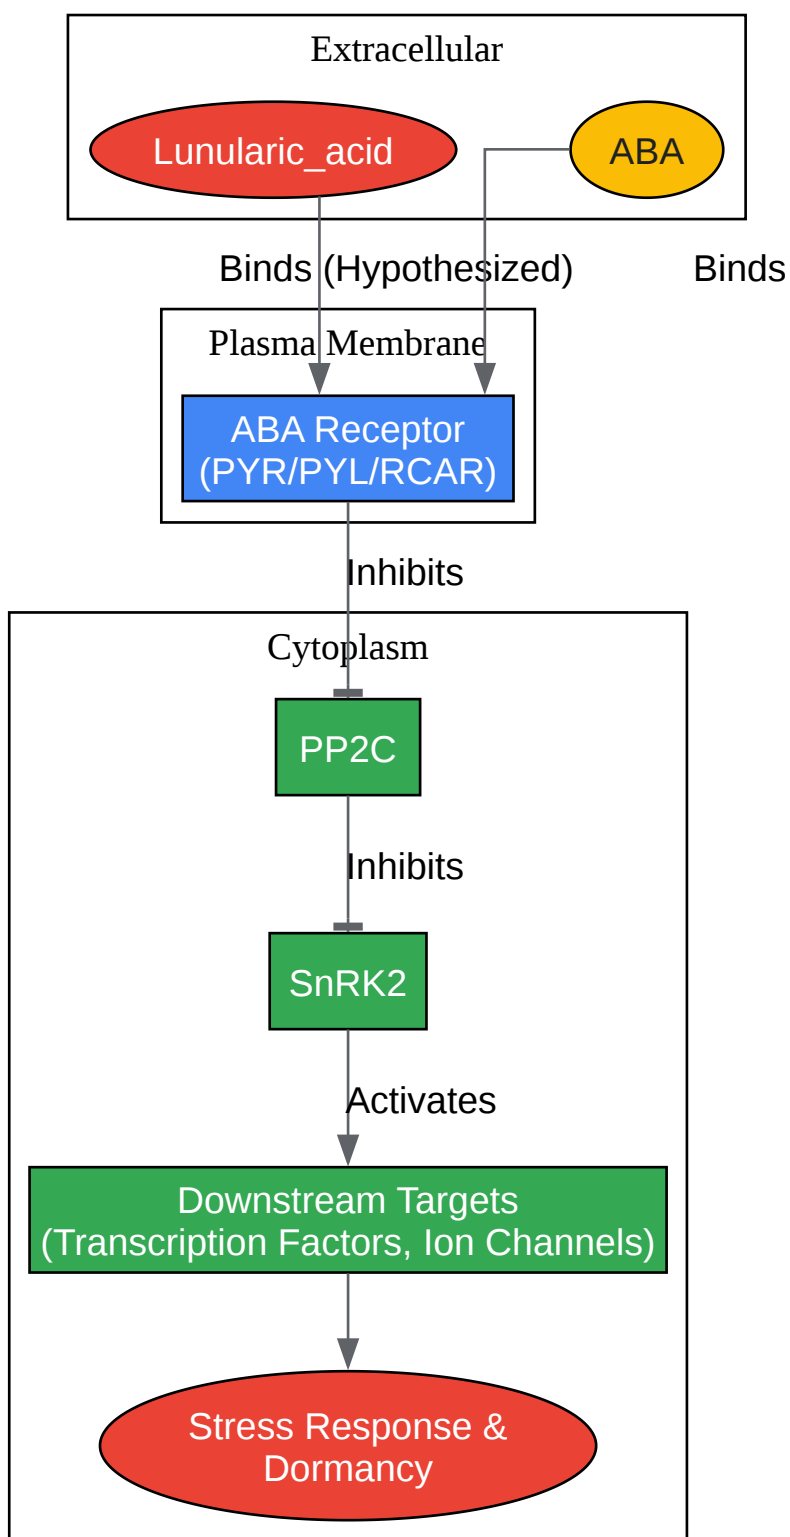 Extracellular
Lunularic_acid
ABA
Binds (Hypothesized)
Binds
Plasma Membrane
ABA Receptor
(PYR/PYL/RCAR)
Inhibits
Cytoplasm
PP2C
Inhibits
SnRK2
Activates
Downstream Targets
(Transcription Factors, Ion Channels)
Stress Response &
Dormancy